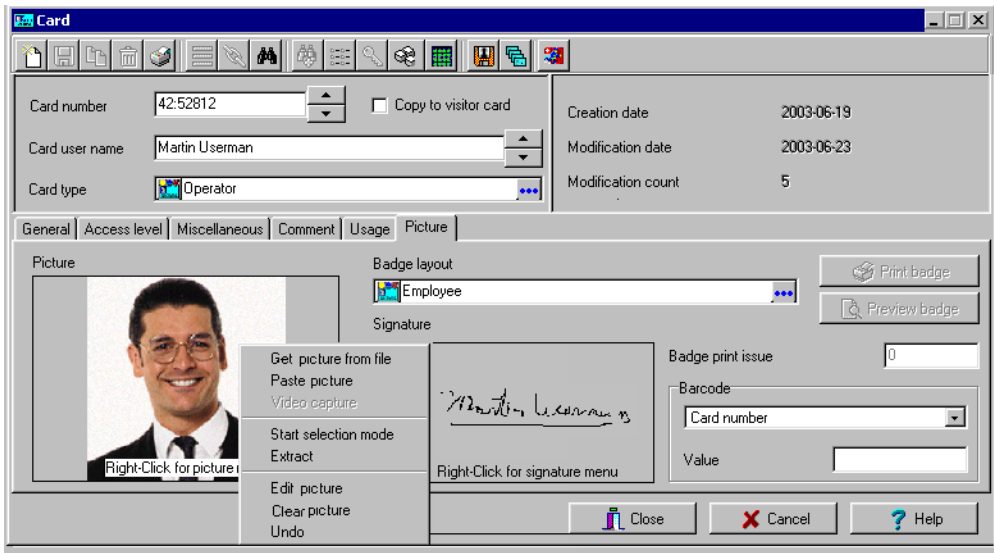 Card
Card number 42:52812 Copy to visitor card
Card user name Martin Userman
Card type Operator
Creation date 2003-06-19
Modification date 2003-06-23
Modification count 5
General Access level Miscellaneous Comment Usage Picture
Picture
Right-Click for picture
Get picture from file
Paste picture
Video capture
Start selection mode
Extract
Edit picture
Clear picture
Undo
Badge layout
Employee
Signature
Right-Click for signature menu
Print badge
Preview badge
Badge print issue 0
Barcode
Card number
Value
Close Cancel Help